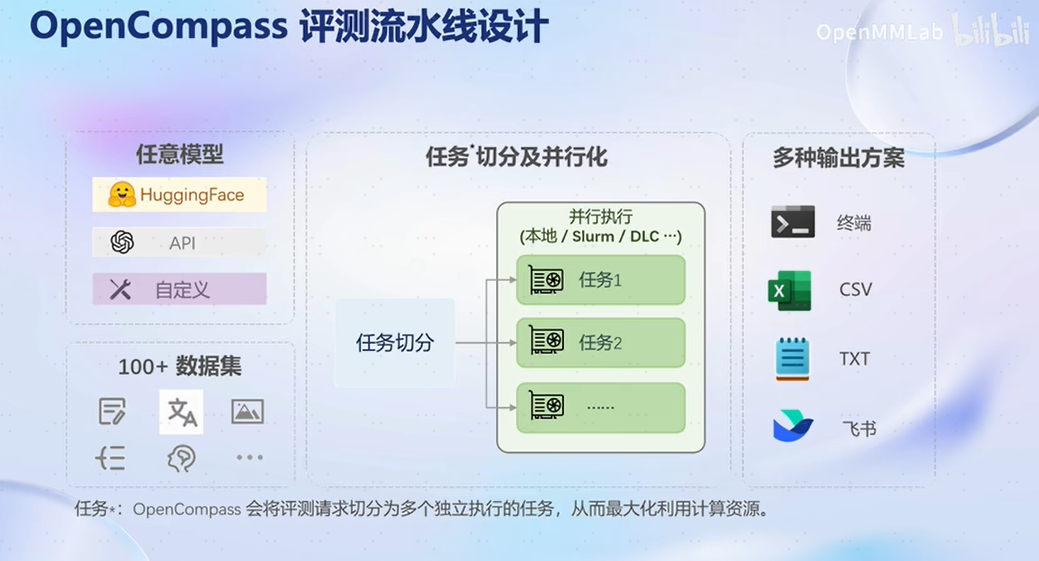 OpenCompass 评测流水线设计
OpenMMLab bilibili
任意模型
HuggingFace
API
自定义
100+ 数据集
文A
...
任务*切分及并行化
任务切分
并行执行
(本地 / Slurm / DLC ···)
任务1
任务2
······
多种输出方案
终端
X CSV
TXT
飞书
任务*：OpenCompass 会将评测请求切分为多个独立执行的任务，从而最大化利用计算资源。